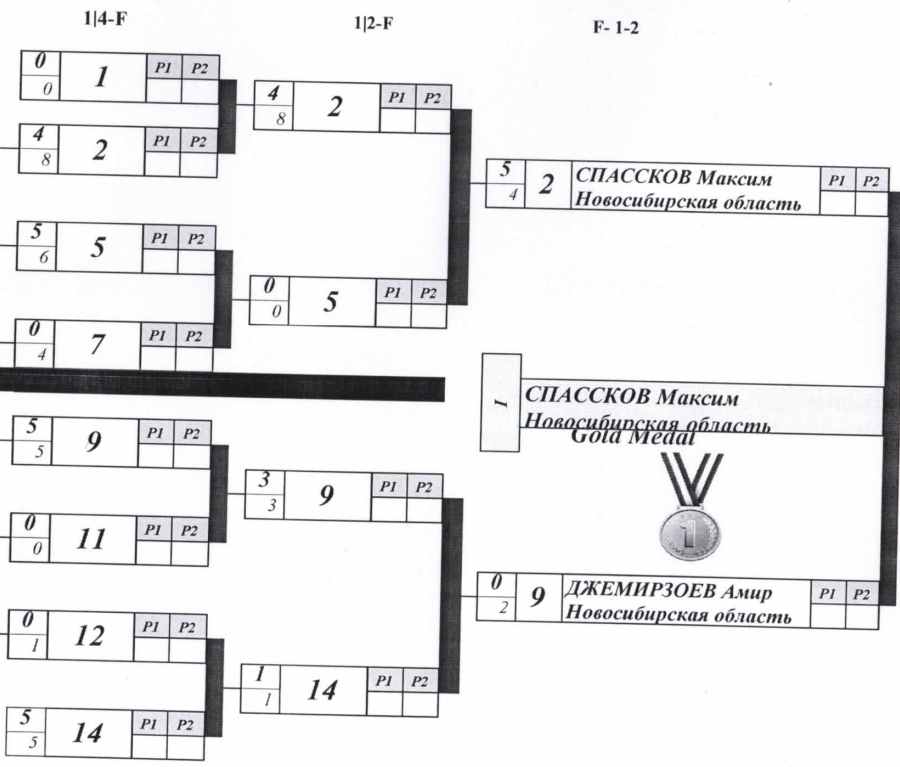 1|4-F
1|2-F
F- 1-2
0
0
1
P1 P2
4
8
2
P1 P2
4
8
2
P1 P2
5
4
2
СПАССКОВ Максим
Новосибирская область
P1 P2
5
6
5
P1 P2
0
0
5
P1 P2
0
4
7
P1 P2
1
СПАССКОВ Максим
Новосибирская область
Gold Medal
1
5
5
9
P1 P2
3
3
9
P1 P2
0
0
11
P1 P2
0
2
9
ДЖЕМИРЗОЕВ Амир
Новосибирская область
P1 P2
0
1
12
P1 P2
1
1
14
P1 P2
5
5
14
P1 P2